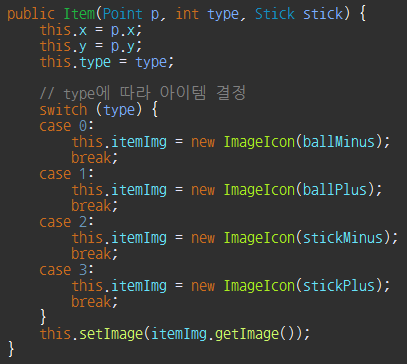 public Item(Point p, int type, Stick stick) {
    this.x = p.x;
    this.y = p.y;
    this.type = type;

    // type에 따라 아이템 결정
    switch (type) {
    case 0:
        this.itemImg = new ImageIcon(ballMinus);
        break;
    case 1:
        this.itemImg = new ImageIcon(ballPlus);
        break;
    case 2:
        this.itemImg = new ImageIcon(stickMinus);
        break;
    case 3:
        this.itemImg = new ImageIcon(stickPlus);
        break;
    }
    this.setImage(itemImg.getImage());
}